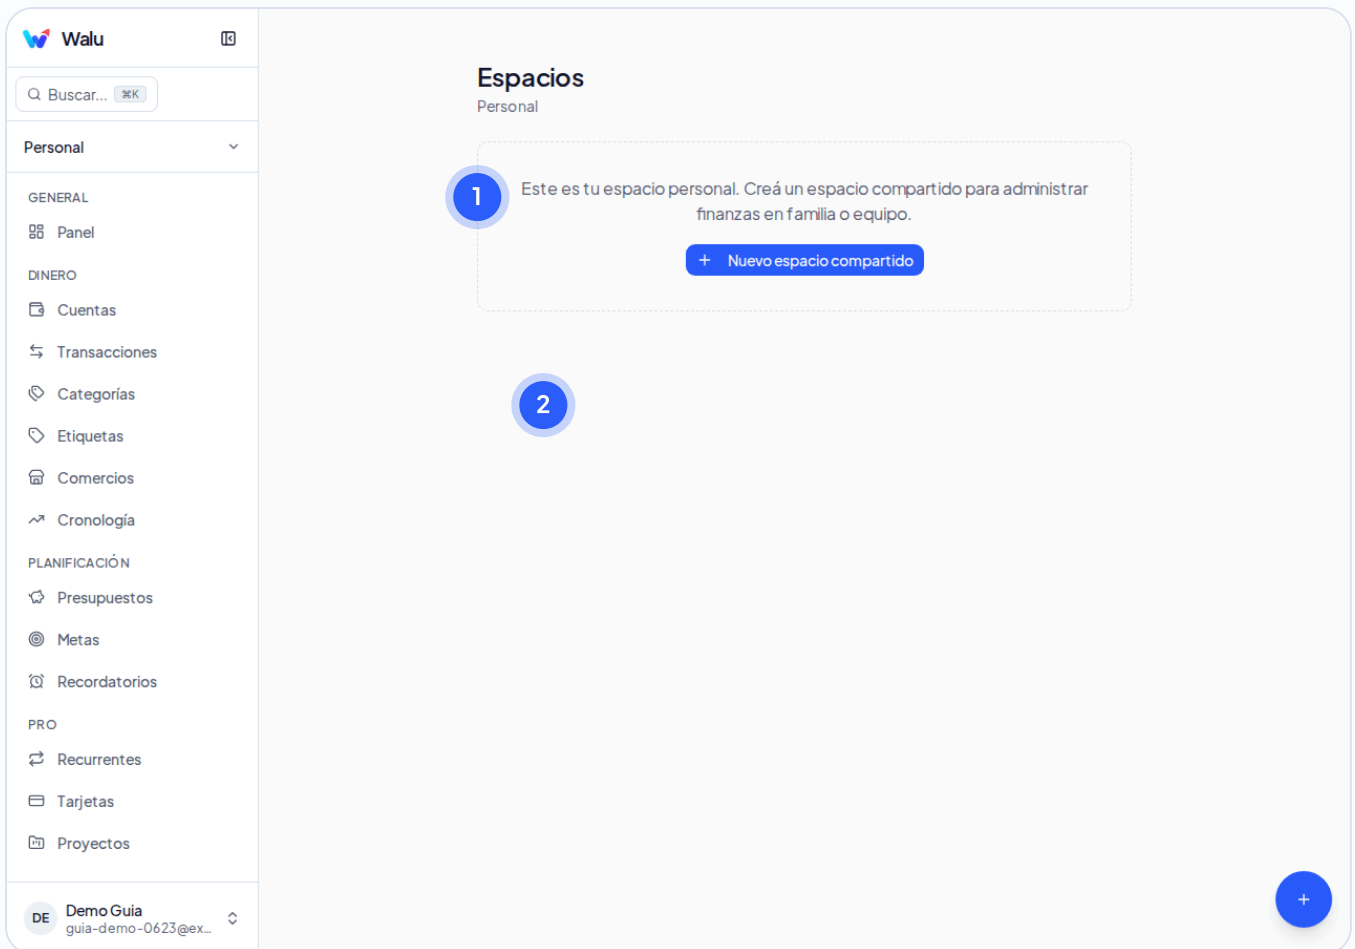 Walu
Buscar... ⌘K
Personal
GENERAL
Panel
DINERO
Cuentas
Transacciones
Categorías
Etiquetas
Comercios
Cronología
PLANIFICACIÓN
Presupuestos
Metas
Recordatorios
PRO
Recurrentes
Tarjetas
Proyectos
DE
Demo Guia
guia-demo-0623@ex...
Espacios
Personal
1
Este es tu espacio personal. Creá un espacio compartido para administrar
finanzas en familia o equipo.
+ Nuevo espacio compartido
2
+